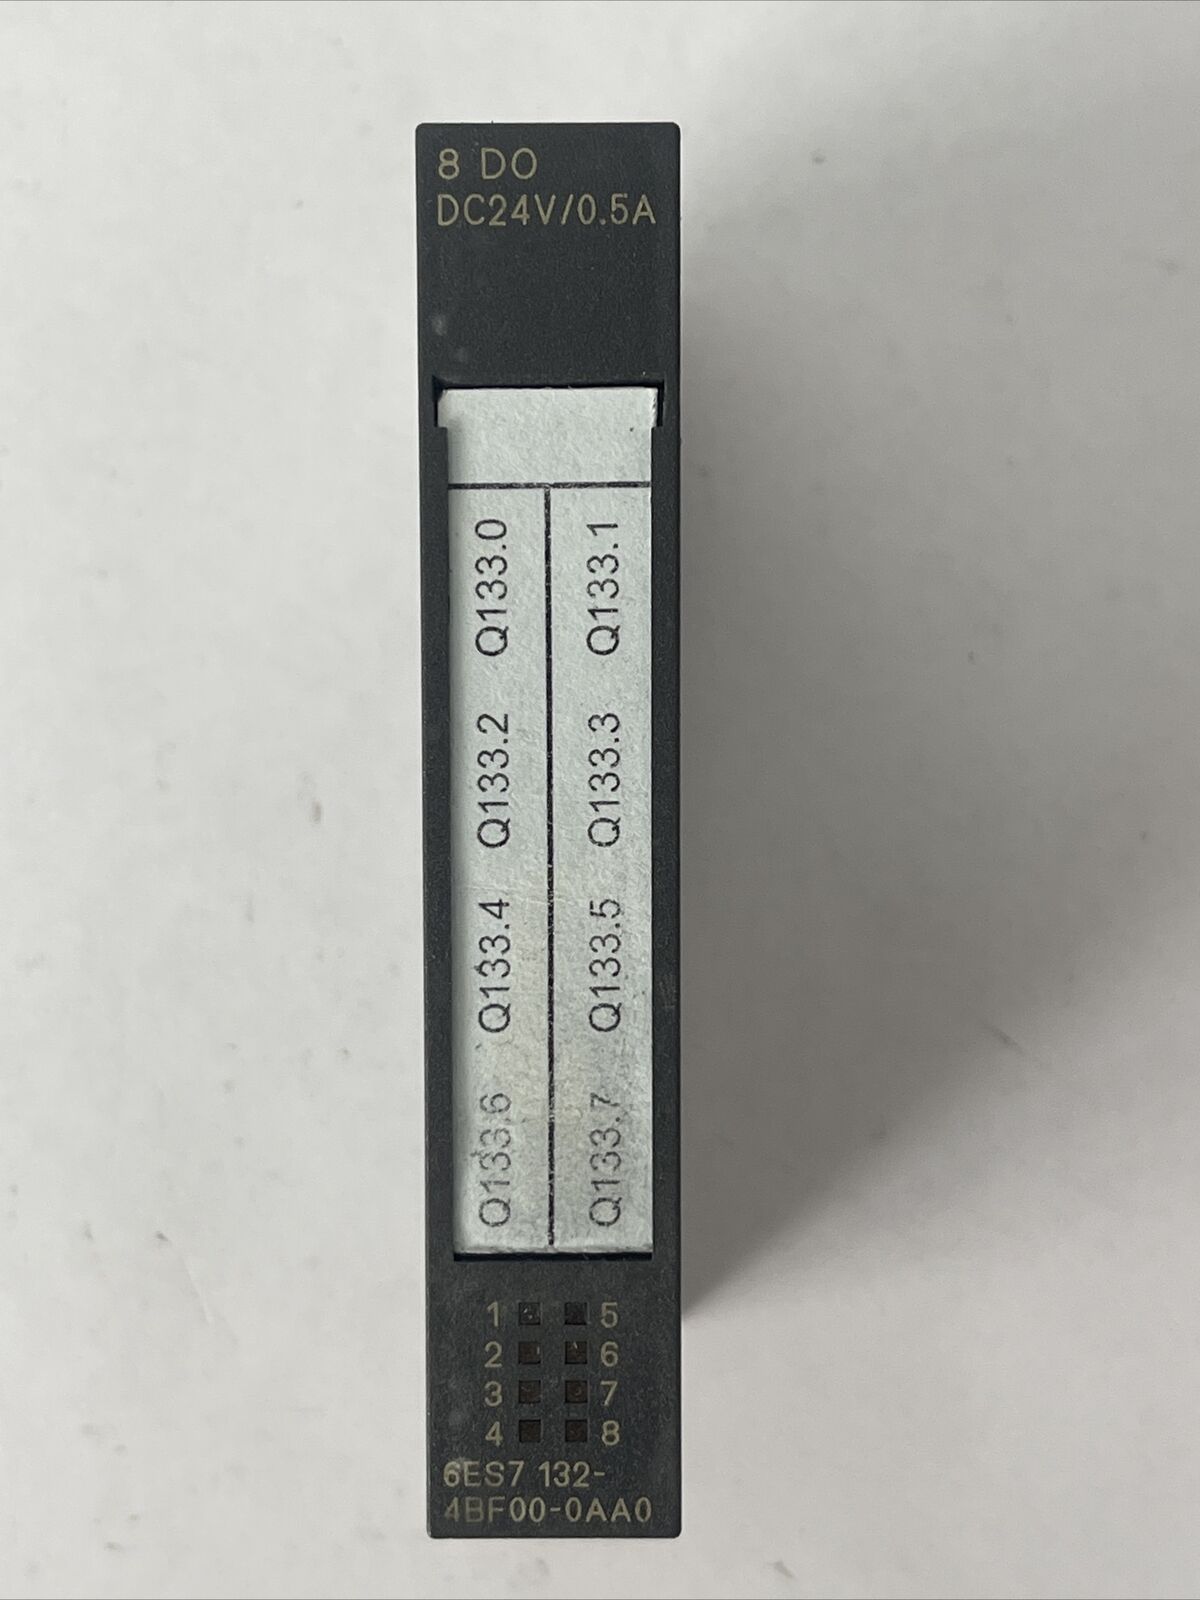 8 DO
DC24V/0.5A
Q133.0 Q133.1
Q133.2 Q133.3
Q133.4 Q133.5
Q133.6 Q133.7
1 5
2 6
3 7
4 8
6ES7 132-
4BF00-0AA0